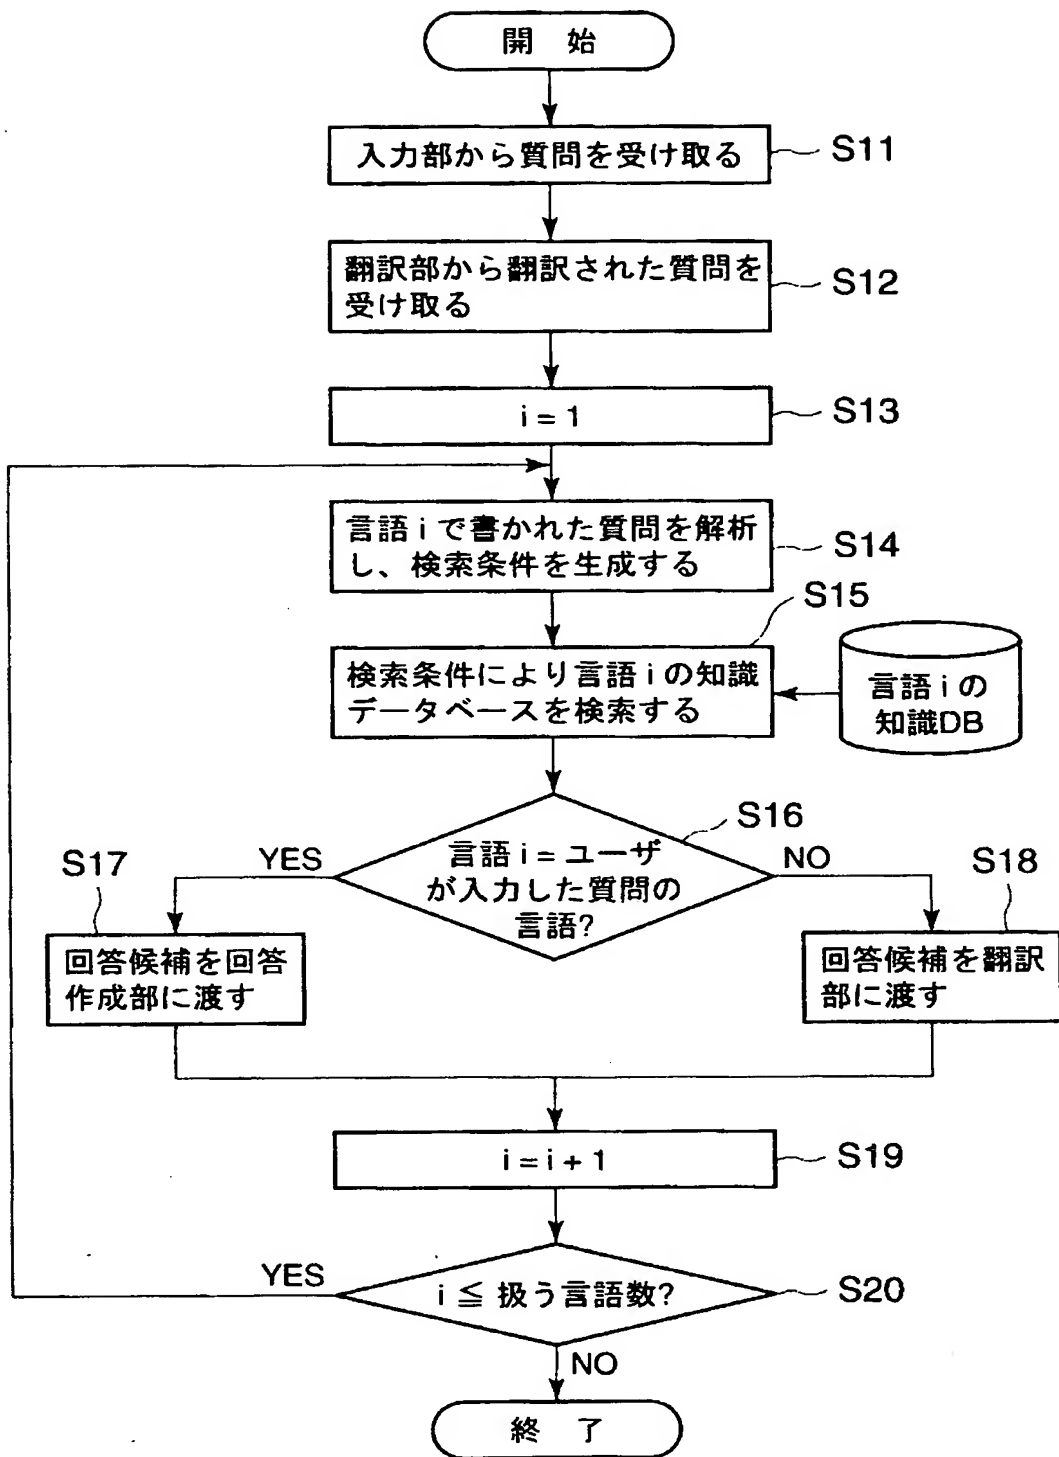 開 始
入力部から質問を受け取る
S11
翻訳部から翻訳された質問を
受け取る
S12
i = 1
S13
言語 i で書かれた質問を解析
し、検索条件を生成する
S14
S15
検索条件により言語 i の知識
データベースを検索する
言語 i の
知識DB
S16
言語 i = ユーザ
が入力した質問の
言語?
YES
NO
S17
回答候補を回答
作成部に渡す
S18
回答候補を翻訳
部に渡す
i = i + 1
S19
i ≦ 扱う言語数?
S20
YES
NO
終 了